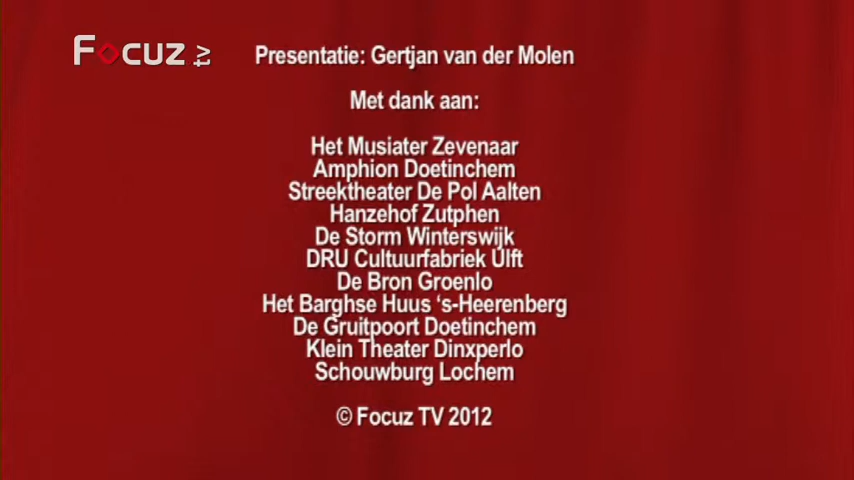 Focuz tv
Presentatie: Gertjan van der Molen
Met dank aan:
Het Musiater Zevenaar
Amphion Doetinchem
Streektheater De Pol Aalten
Hanzehof Zutphen
De Storm Winterswijk
DRU Cultuurfabriek Ulft
De Bron Groenlo
Het Barghse Huus ‘s-Heerenberg
De Gruitpoort Doetinchem
Klein Theater Dinxperlo
Schouwburg Lochem
© Focuz TV 2012